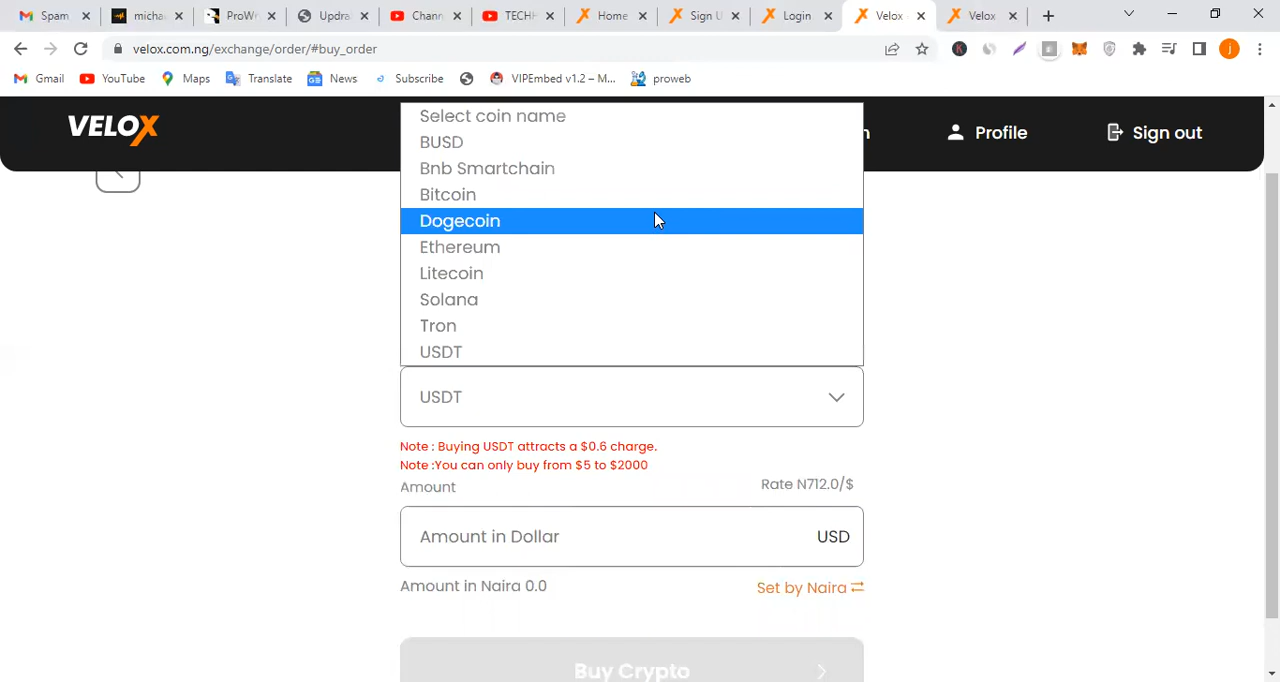 Spam
micha
ProW
Updra
Chann
TECHH
Home
Sign U
Login
Velox
Velox
velox.com.ng/exchange/order/#buy_order
K
j
Gmail
YouTube
Maps
Translate
News
Subscribe
VIPEmbed v1.2 – M...
proweb
VELOX
n
Profile
Sign out
Select coin name
BUSD
Bnb Smartchain
Bitcoin
Dogecoin
Ethereum
Litecoin
Solana
Tron
USDT
USDT
Note : Buying USDT attracts a $0.6 charge.
Note :You can only buy from $5 to $2000
Amount
Rate N712.0/$
Amount in Dollar
USD
Amount in Naira 0.0
Set by Naira
Buy Crypto